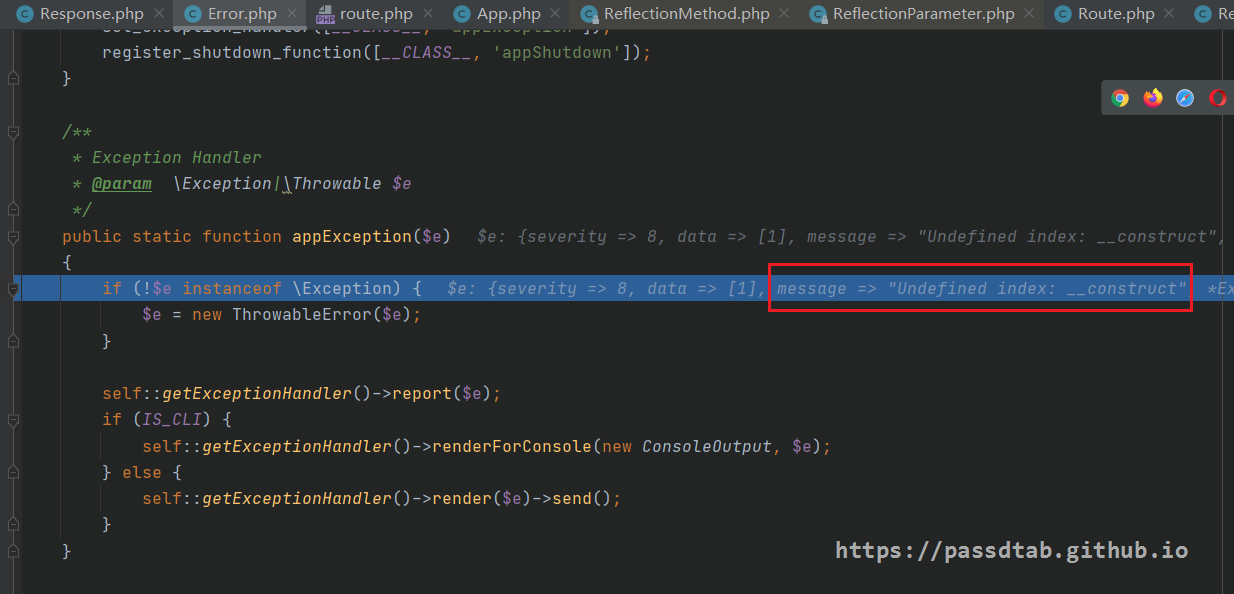 Response.php Error.php route.php App.php ReflectionMethod.php ReflectionParameter.php Route.php Re
register_shutdown_function([__CLASS__, 'appShutdown']);
}
/**
* Exception Handler
* @param  \Exception|\Throwable $e
*/
public static function appException($e)   $e: {severity => 8, data => [1], message => "Undefined index: __construct",
{
if (!$e instanceof \Exception) {   $e: {severity => 8, data => [1], message => "Undefined index: __construct", *Ex
$e = new ThrowableError($e);
}
self::getExceptionHandler()->report($e);
if (IS_CLI) {
self::getExceptionHandler()->renderForConsole(new ConsoleOutput, $e);
} else {
self::getExceptionHandler()->render($e)->send();
}
}
https://passdtab.github.io